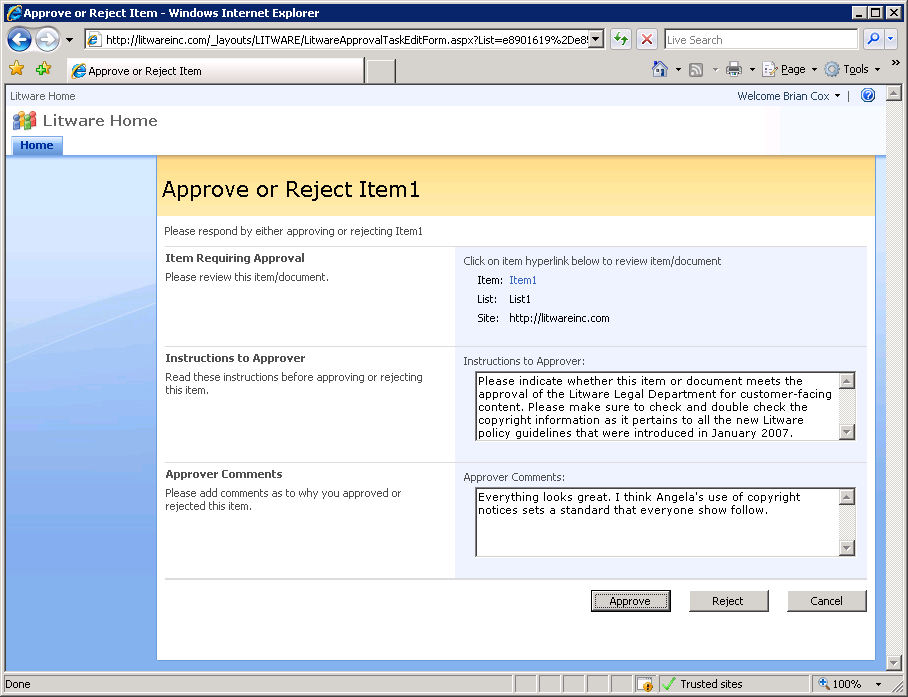 Approve or Reject Item - Windows Internet Explorer
http://litwareinc.com/_layouts/LITWARE/LitwareApprovalTaskEditForm.aspx?List=e8901619%2De8
Live Search
Approve or Reject Item
Page
Tools
Litware Home
Welcome Brian Cox
Litware Home
Home
Approve or Reject Item1
Please respond by either approving or rejecting Item1
Item Requiring Approval
Please review this item/document.
Click on item hyperlink below to review item/document
Item: Item1
List: List1
Site: http://litwareinc.com
Instructions to Approver
Read these instructions before approving or rejecting
this item.
Instructions to Approver:
Please indicate whether this item or document meets the
approval of the Litware Legal Department for customer-facing
content. Please make sure to check and double check the
copyright information as it pertains to all the new Litware
policy guidelines that were introduced in January 2007.
Approver Comments
Please add comments as to why you approved or
rejected this item.
Approver Comments:
Everything looks great. I think Angela's use of copyright
notices sets a standard that everyone show follow.
Approve
Reject
Cancel
Done
Trusted sites
100%